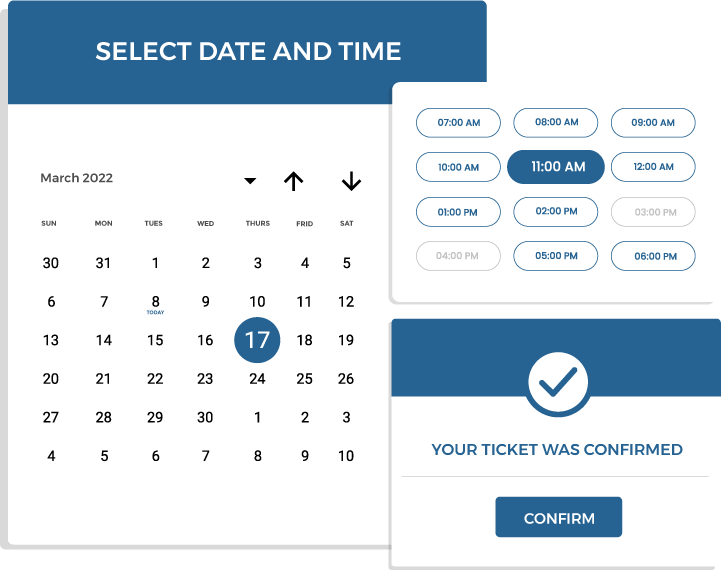 SELECT DATE AND TIME
March 2022
SUN MON TUES WED THURS FRID SAT
30 31 1 2 3 4 5
6 7 8 9 10 11 12
TODAY
13 14 15 16 17 18 19
20 21 22 23 24 25 26
27 28 29 30 1 2 3
4 5 6 7 8 9 10
07:00 AM 08:00 AM 09:00 AM
10:00 AM 11:00 AM 12:00 AM
01:00 PM 02:00 PM 03:00 PM
04:00 PM 05:00 PM 06:00 PM
YOUR TICKET WAS CONFIRMED
CONFIRM